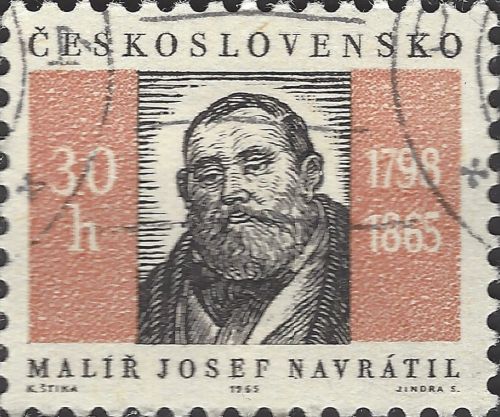 ČESKOSLOVENSKO
30 1798
h 1865
MALÍŘ JOSEF NAVRÁTIL
K. ŠTIKA 1965 JINDRA S.